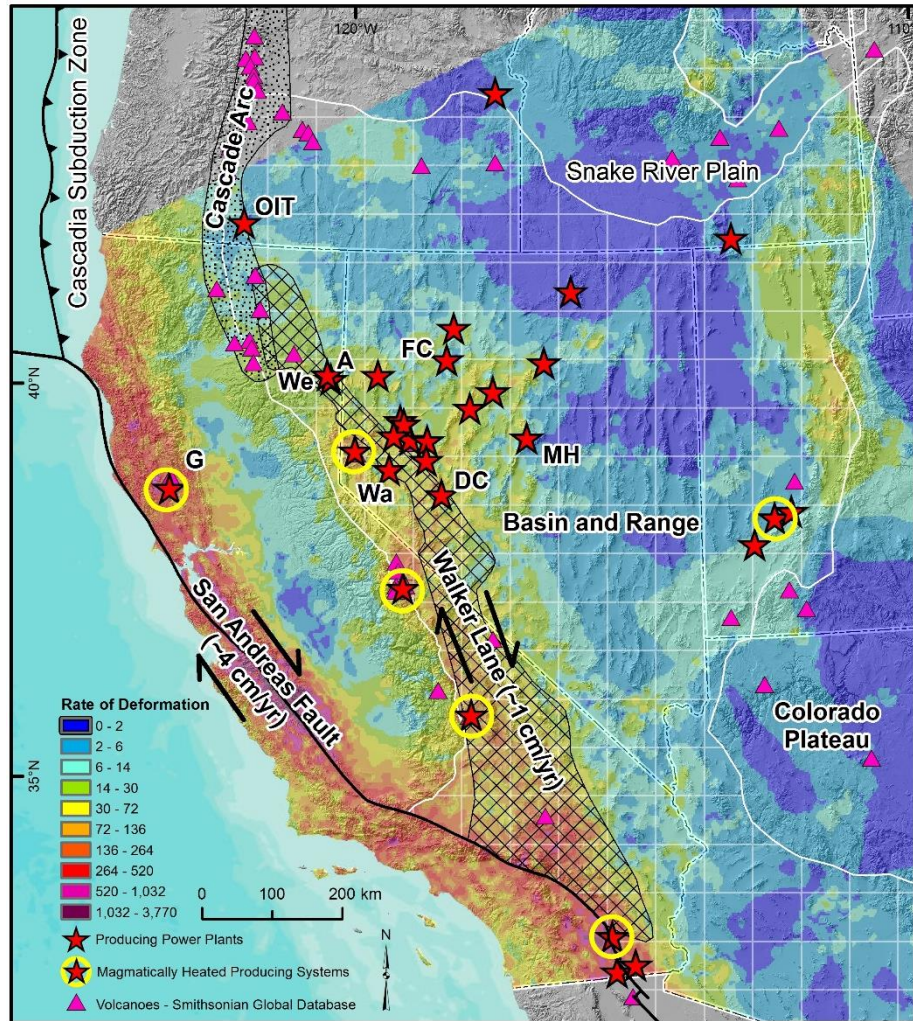 120°W
110°
Cascadia Subduction Zone
Cascade Arc
Snake River Plain
OIT
FC
A
We
40°N
MH
Wa
DC
G
Basin and Range
Walker Lane (~1 cm/yr)
San Andreas Fault
(~4 cm/yr)
Colorado
Plateau
35°N
Rate of Deformation
0 - 2
2 - 6
6 - 14
14 - 30
30 - 72
72 - 136
136 - 264
264 - 520
520 - 1,032
1,032 - 3,770
0 100 200 km
N
Producing Power Plants
Magmatically Heated Producing Systems
Volcanoes - Smithsonian Global Database